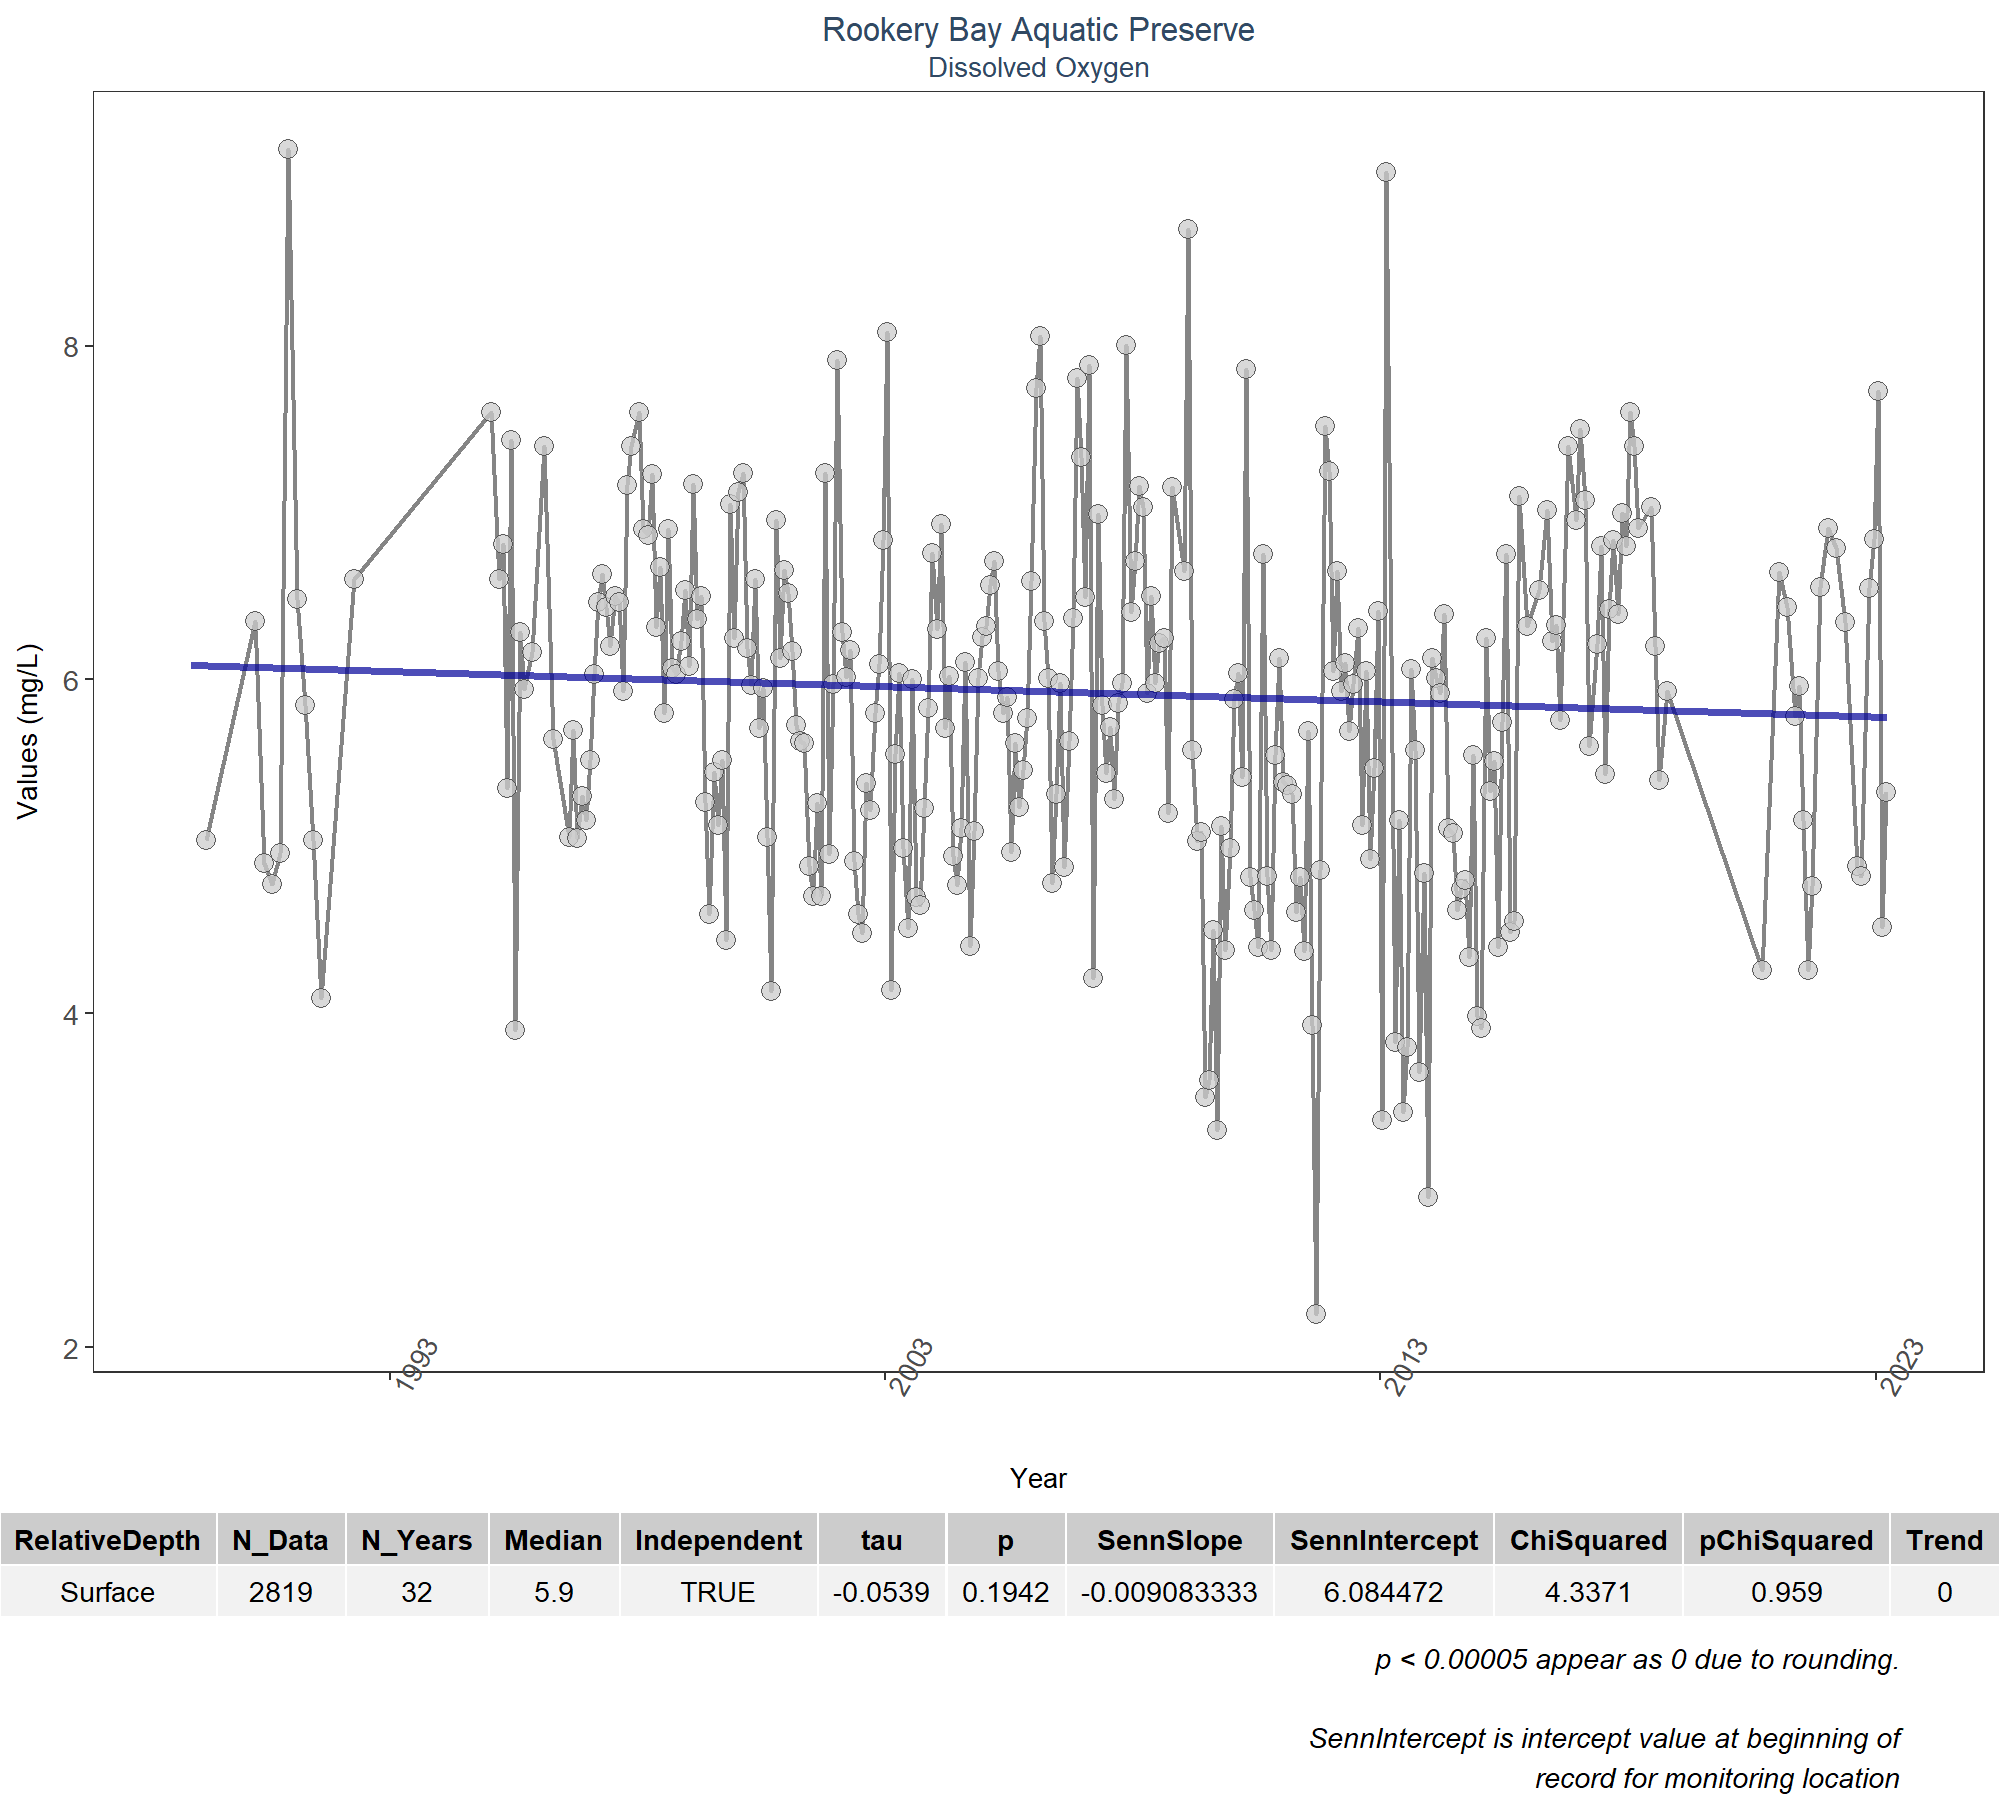 Rookery Bay Aquatic Preserve
Dissolved Oxygen
Values (mg/L)
8
6
4
2
1993 2003 2013 2023
Year
RelativeDepth N_Data N_Years Median Independent tau p SennSlope SennIntercept ChiSquared pChiSquared Trend
Surface 2819 32 5.9 TRUE -0.0539 0.1942 -0.009083333 6.084472 4.3371 0.959 0
p < 0.00005 appear as 0 due to rounding.
SennIntercept is intercept value at beginning of
record for monitoring location